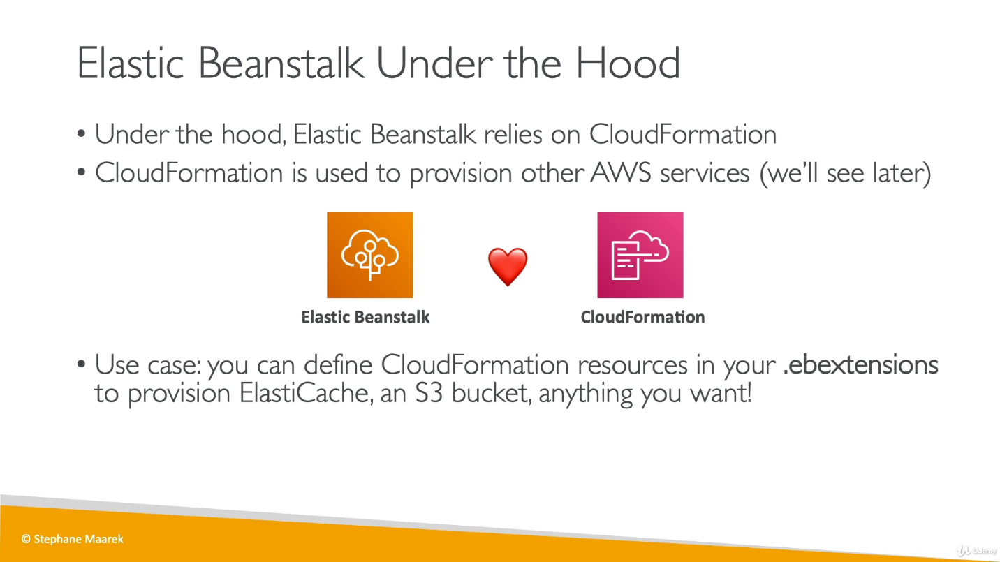 Elastic Beanstalk Under the Hood
• Under the hood, Elastic Beanstalk relies on CloudFormation
• CloudFormation is used to provision other AWS services (we'll see later)
Elastic Beanstalk
CloudFormation
• Use case: you can define CloudFormation resources in your .ebextensions
to provision ElastiCache, an S3 bucket, anything you want!
© Stephane Maarek
Udemy